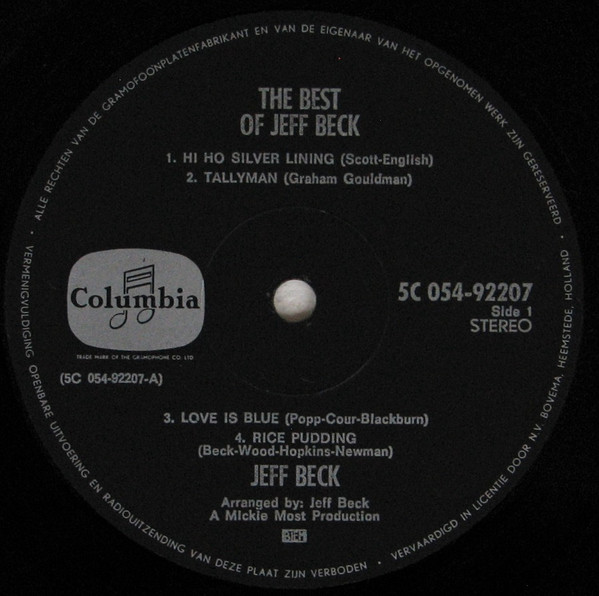 ALLE RECHTEN VAN DE GRAMOFOONPLATENFABRIKANT EN VAN DE EIGENAAR VAN HET OPGENOMEN WERK ZIJN GERESERVEERD
THE BEST
OF JEFF BECK
1. HI HO SILVER LINING (Scott-English)
2. TALLYMAN (Graham Gouldman)
Columbia
TRADE MARK OF THE GRAMOPHONE CO. LTD
(5C 054-92207-A)
5C 054-92207
Side 1
STEREO
3. LOVE IS BLUE (Popp-Cour-Blackburn)
4. RICE PUDDING
(Beck-Wood-Hopkins-Newman)
JEFF BECK
Arranged by: Jeff Beck
A Mickie Most Production
BIEM
VERMENIGVULDIGING OPENBARE UITVOERING EN RADIOUITZENDING VAN DEZE PLAAT ZIJN VERBODEN • VERVAARDIGD IN LICENTIE DOOR N.V. BOVEMA, HEEMSTEDE, HOLLAND